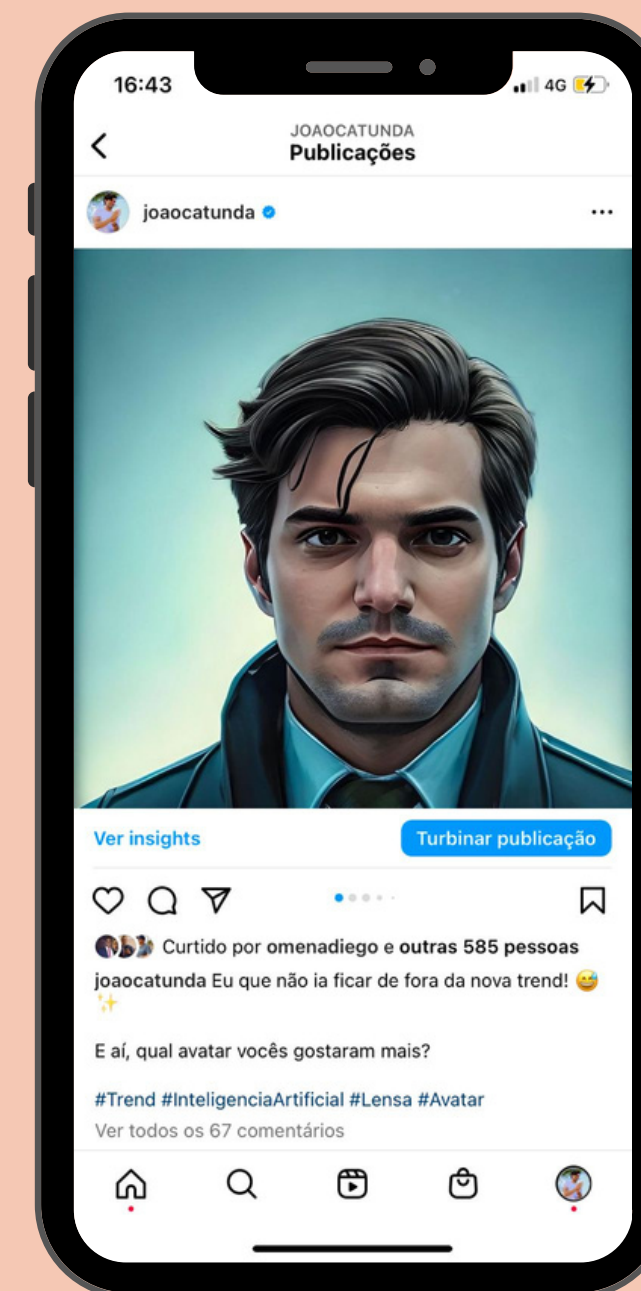 16:43
4G
JOAOCATUNDA
Publicações
joaocatunda
Ver insights
Turbinar publicação
Curtido por omenadiego e outras 585 pessoas
joaocatunda Eu que não ia ficar de fora da nova trend! 😅
✨
E aí, qual avatar vocês gostaram mais?
#Trend #InteligenciaArtificial #Lensa #Avatar
Ver todos os 67 comentários